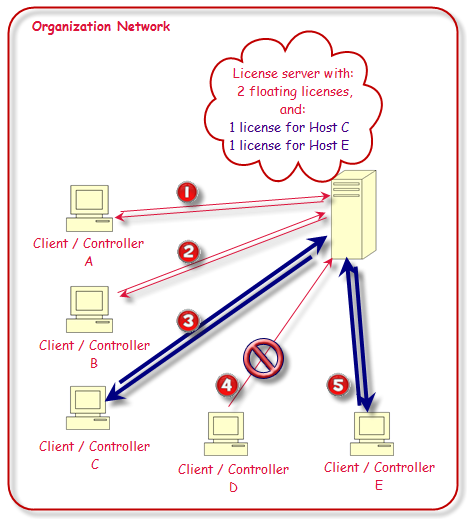 Organization Network
License server with:
2 floating licenses,
and:
1 license for Host C
1 license for Host E
1
Client / Controller
A
2
Client / Controller
B
3
Client / Controller
C
4
Client / Controller
D
5
Client / Controller
E